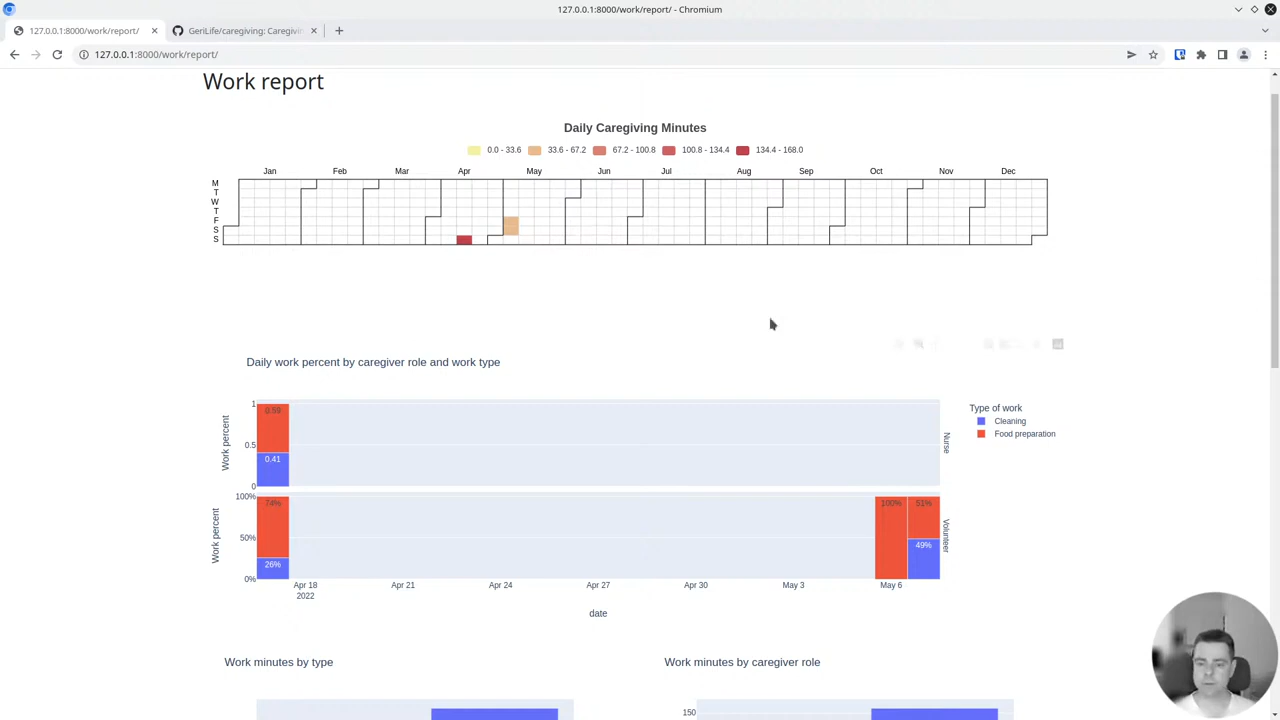 127.0.0.1:8000/work/report/ - Chromium
127.0.0.1:8000/work/report/
GeriLife/caregiving: Caregivin
127.0.0.1:8000/work/report/
Work report
Daily Caregiving Minutes
0.0 - 33.6 33.6 - 67.2 67.2 - 100.8 100.8 - 134.4 134.4 - 168.0
Jan Feb Mar Apr May Jun Jul Aug Sep Oct Nov Dec
M
T
W
T
F
S
S
Daily work percent by caregiver role and work type
Type of work
Cleaning
Food preparation
Work percent
1
0.5
0
0.59
0.41
Nurse
Work percent
100%
50%
0%
74%
26%
100%
51%
49%
Volunteer
Apr 18 Apr 21 Apr 24 Apr 27 Apr 30 May 3 May 6
2022
date
Work minutes by type
Work minutes by caregiver role
150